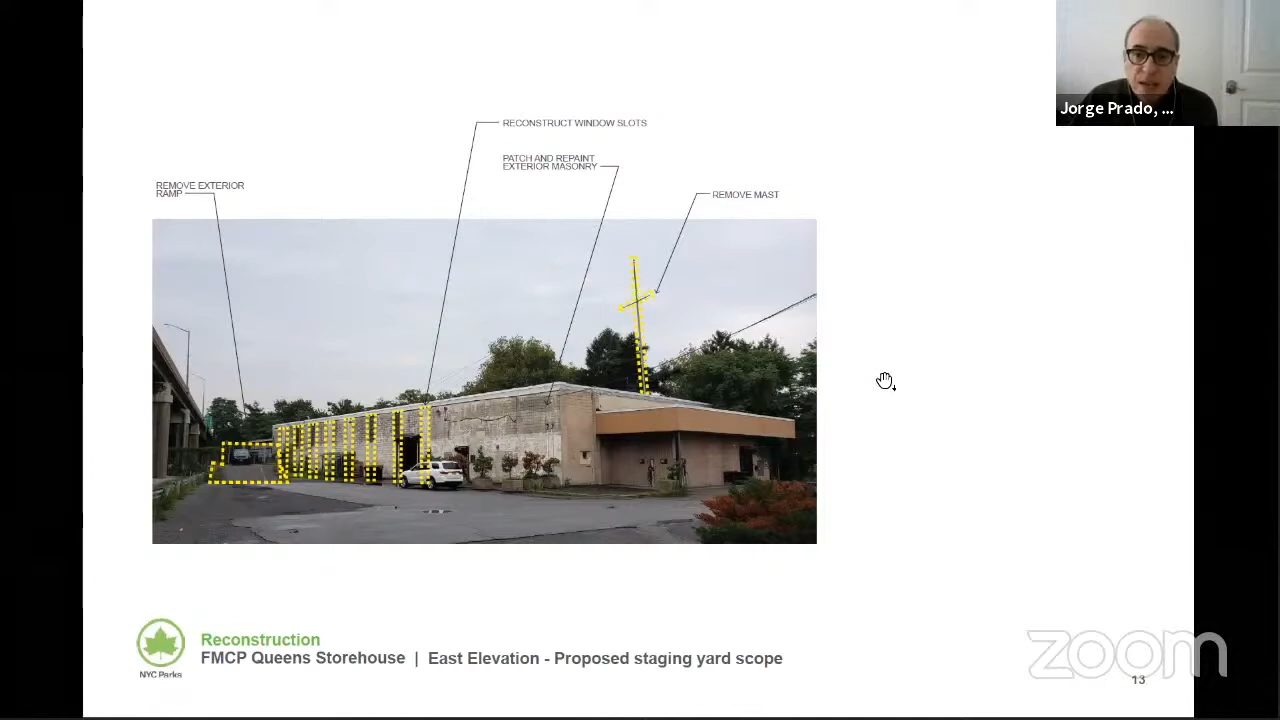 Jorge Prado, ...
RECONSTRUCT WINDOW SLOTS
PATCH AND REPAINT
EXTERIOR MASONRY
REMOVE EXTERIOR
RAMP
REMOVE MAST
Reconstruction
FMCP Queens Storehouse | East Elevation - Proposed staging yard scope
NYC Parks
zoom
13